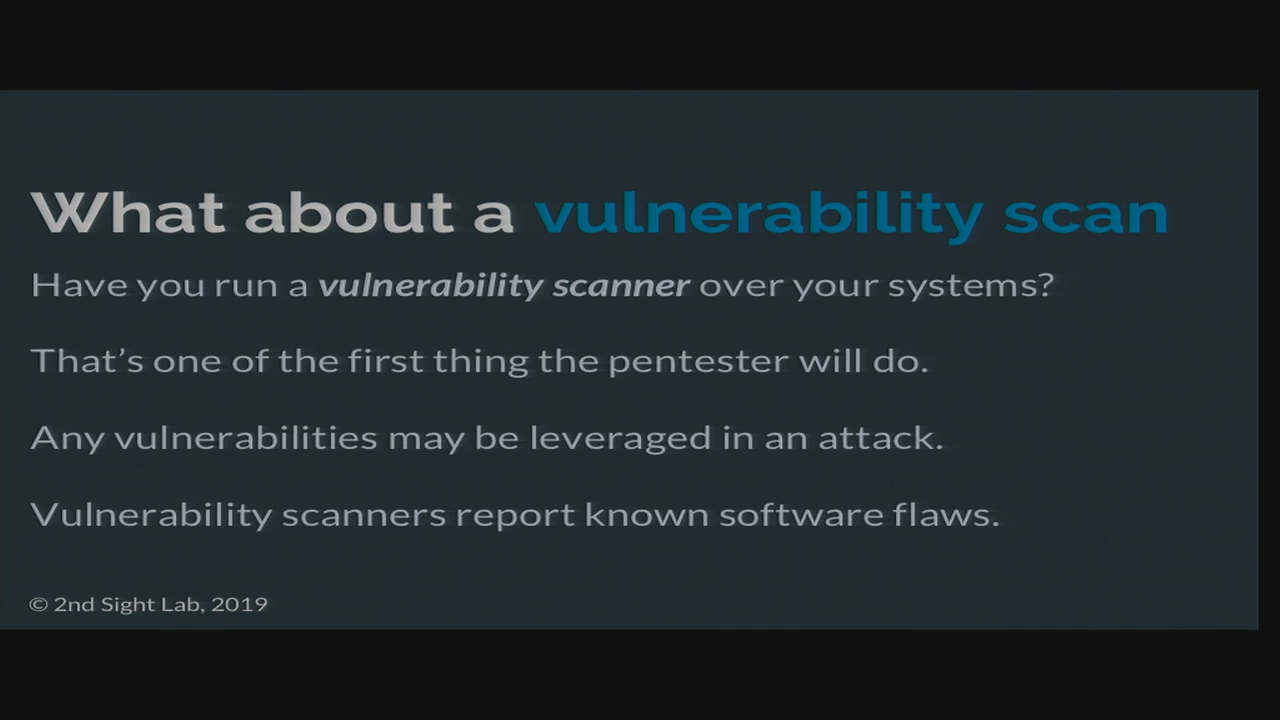 What about a vulnerability scan
Have you run a vulnerability scanner over your systems?
That’s one of the first thing the pentester will do.
Any vulnerabilities may be leveraged in an attack.
Vulnerability scanners report known software flaws.
© 2nd Sight Lab, 2019